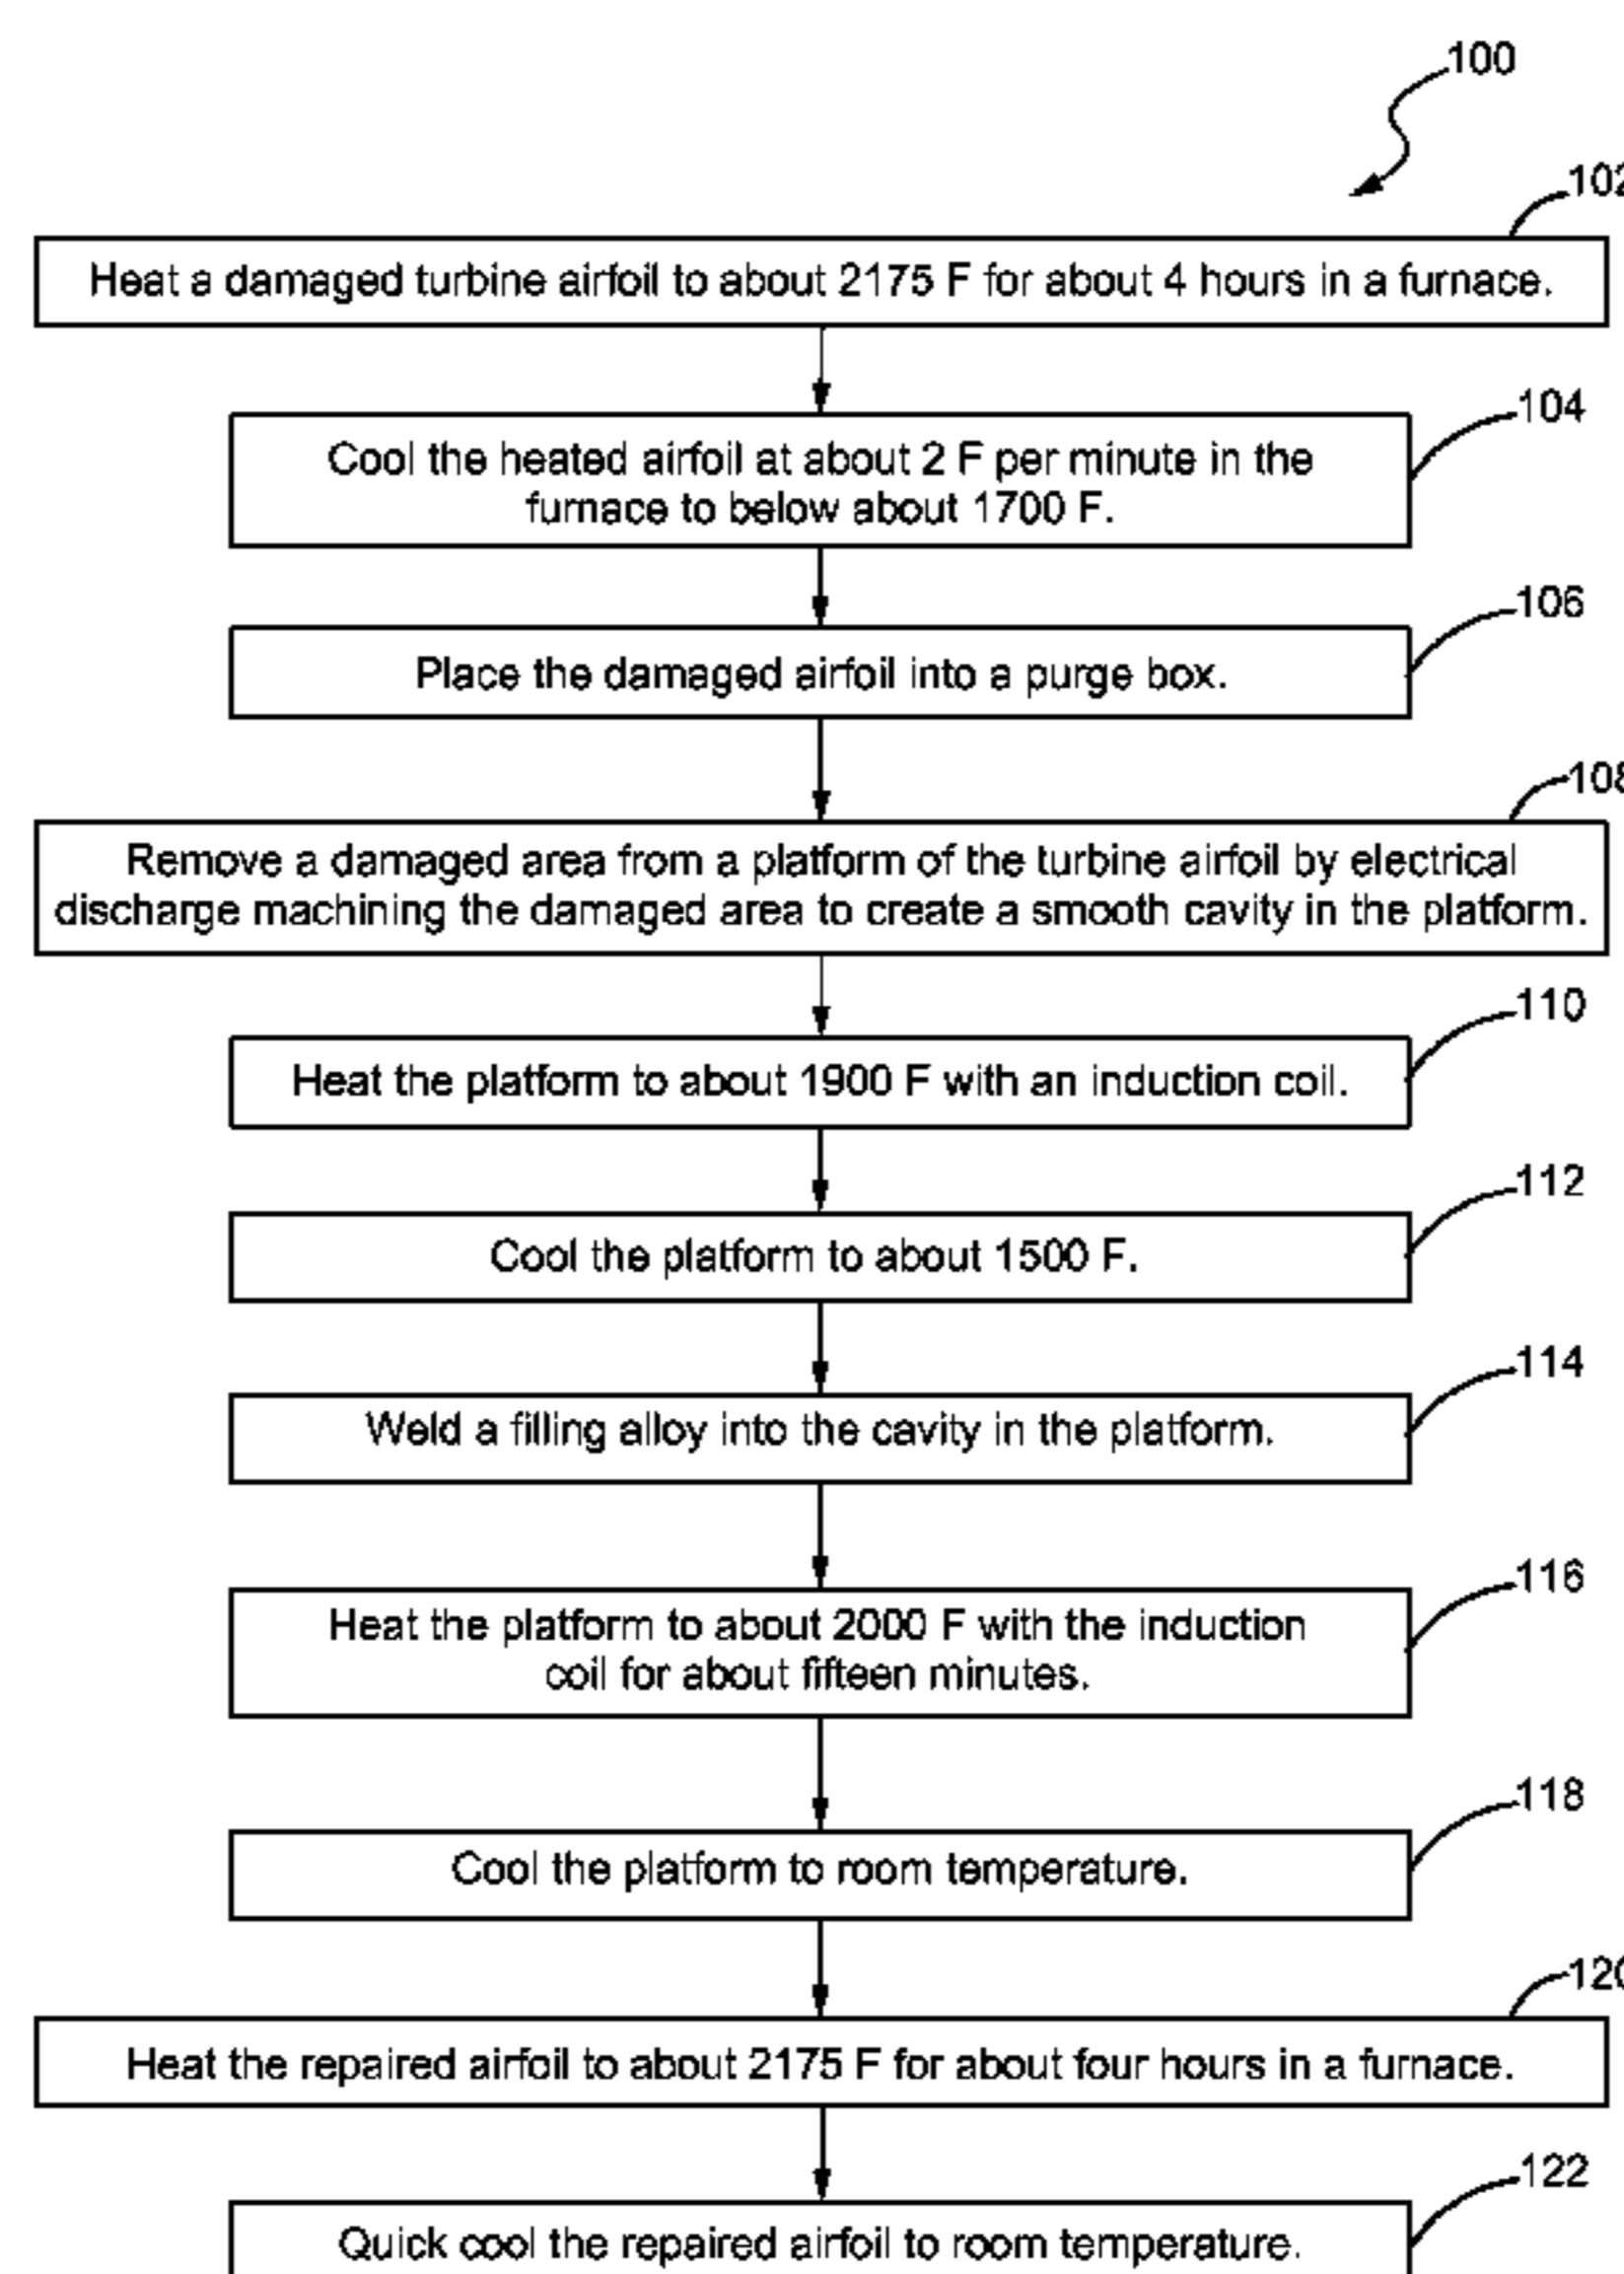 100
102
Heat a damaged turbine airfoil to about 2175 F for about 4 hours in a furnace.
104
Cool the heated airfoil at about 2 F per minute in the
furnace to below about 1700 F.
106
Place the damaged airfoil into a purge box.
108
Remove a damaged area from a platform of the turbine airfoil by electrical
discharge machining the damaged area to create a smooth cavity in the platform.
110
Heat the platform to about 1900 F with an induction coil.
112
Cool the platform to about 1500 F.
114
Weld a filling alloy into the cavity in the platform.
116
Heat the platform to about 2000 F with the induction
coil for about fifteen minutes.
118
Cool the platform to room temperature.
120
Heat the repaired airfoil to about 2175 F for about four hours in a furnace.
122
Quick cool the repaired airfoil to room temperature.